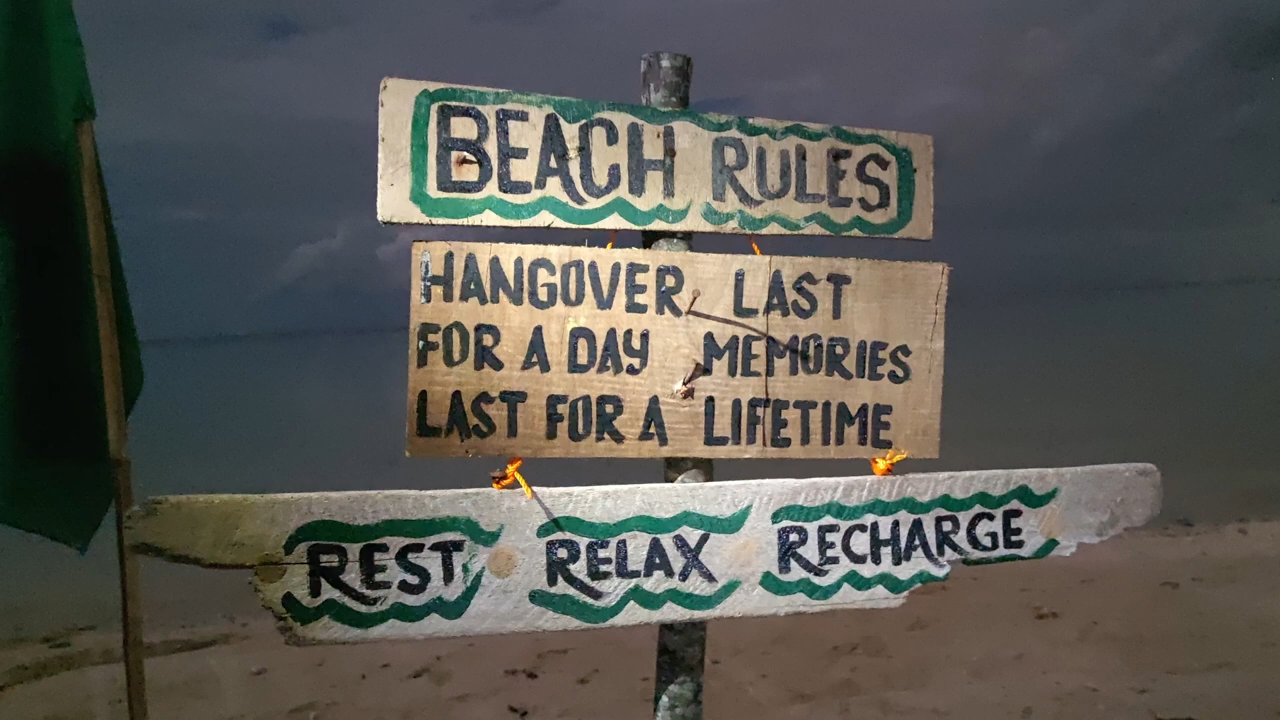 BEACH RULES
HANGOVER LAST
FOR A DAY MEMORIES
LAST FOR A LIFETIME
REST RELAX RECHARGE